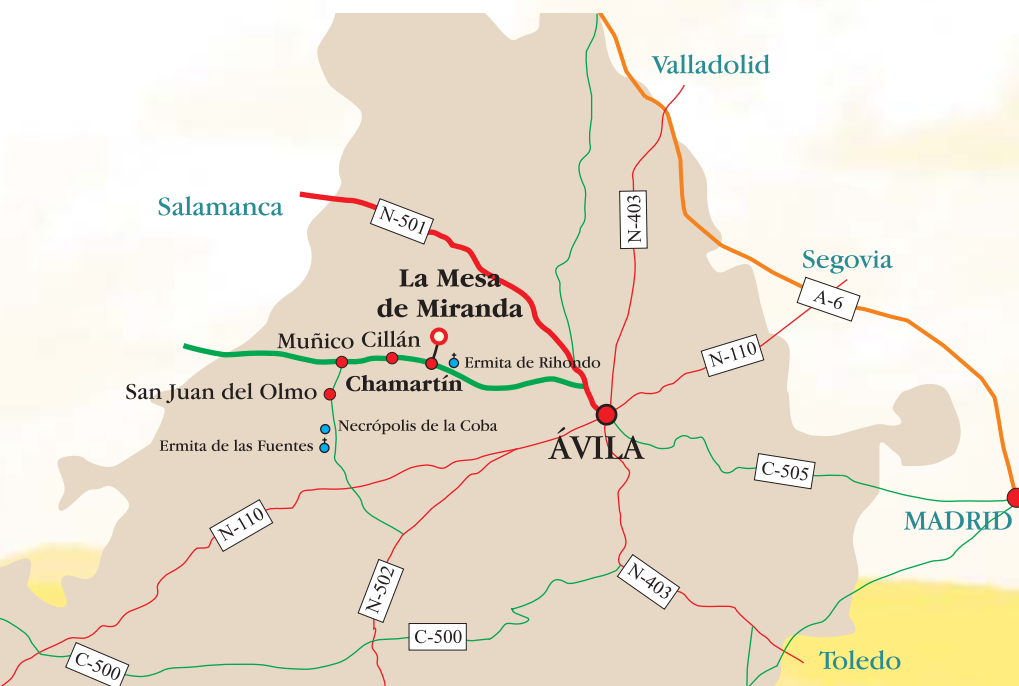 Valladolid
Salamanca
N-501
N-403
Segovia
A-6
La Mesa
de Miranda
Muñico Cillán
N-110
Ermita de Rihondo
Chamartín
San Juan del Olmo
Necrópolis de la Coba
Ermita de las Fuentes
ÁVILA
C-505
N-110
MADRID
N-502
N-403
C-500
C-500
Toledo